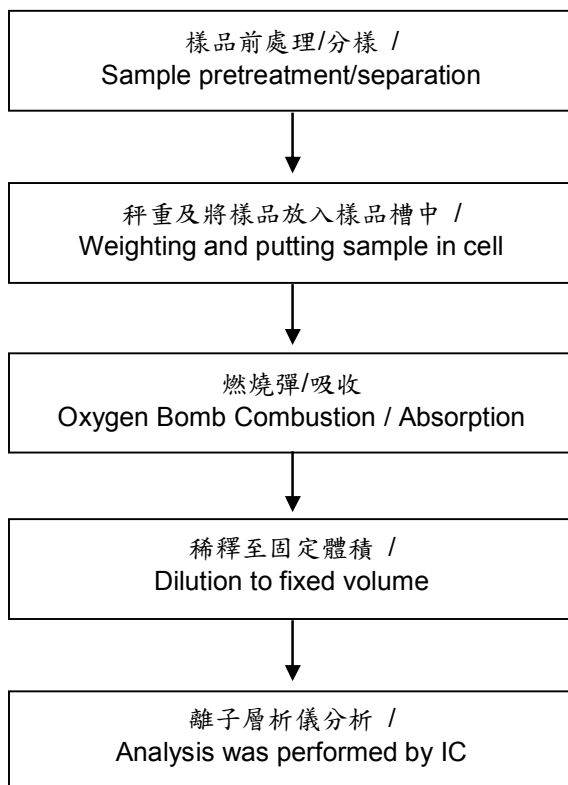 樣品前處理/分樣 /
Sample pretreatment/separation
秤重及將樣品放入樣品槽中 /
Weighting and putting sample in cell
燃燒彈/吸收
Oxygen Bomb Combustion / Absorption
稀釋至固定體積 /
Dilution to fixed volume
離子層析儀分析 /
Analysis was performed by IC